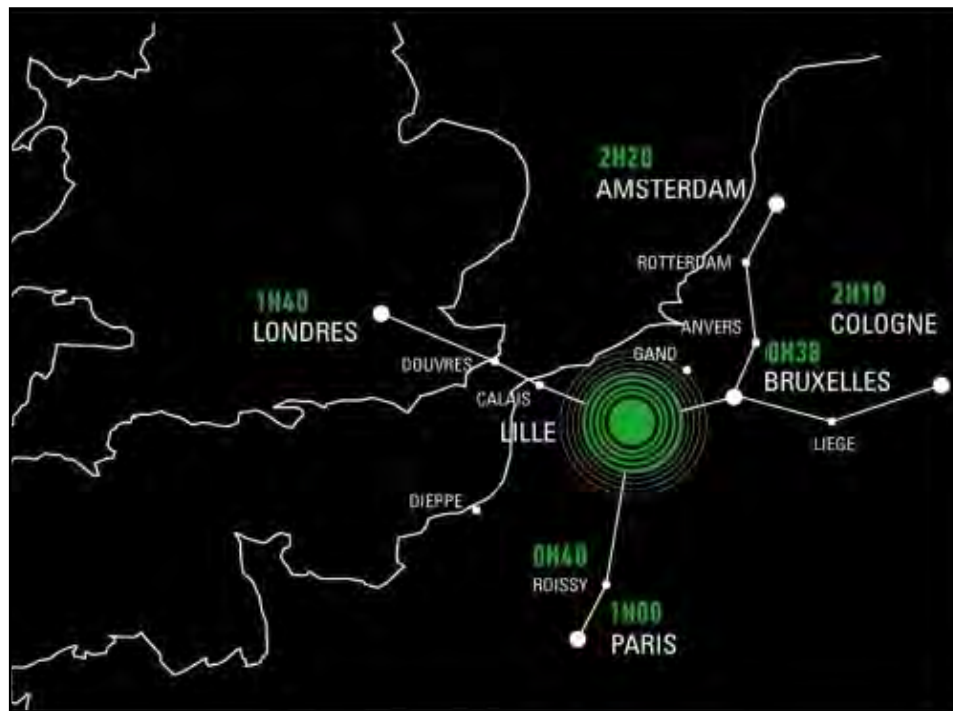 2H20
AMSTERDAM
ROTTERDAM
2H10
COLOGNE
1H40
LONDRES
ANVERS
GAND
0H38
BRUXELLES
DOUVRES
CALAIS
LILLE
LIEGE
DIEPPE
0H40
ROISSY
1H00
PARIS